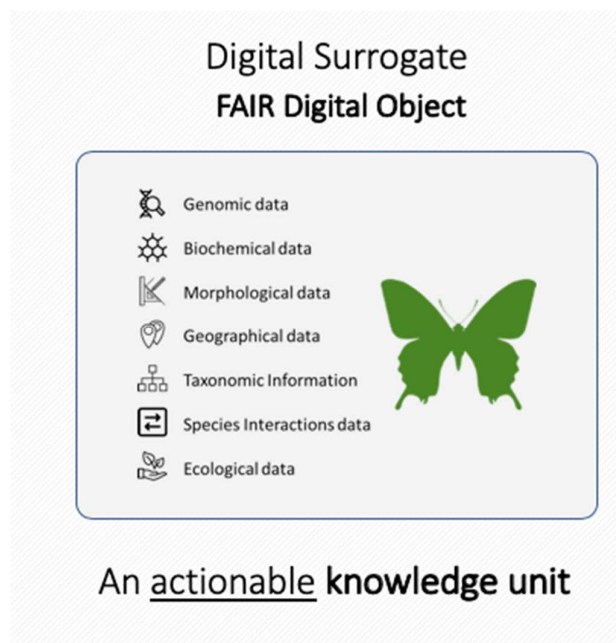 Digital Surrogate
FAIR Digital Object
Genomic data
Biochemical data
Morphological data
Geographical data
Taxonomic Information
Species Interactions data
Ecological data
An actionable knowledge unit